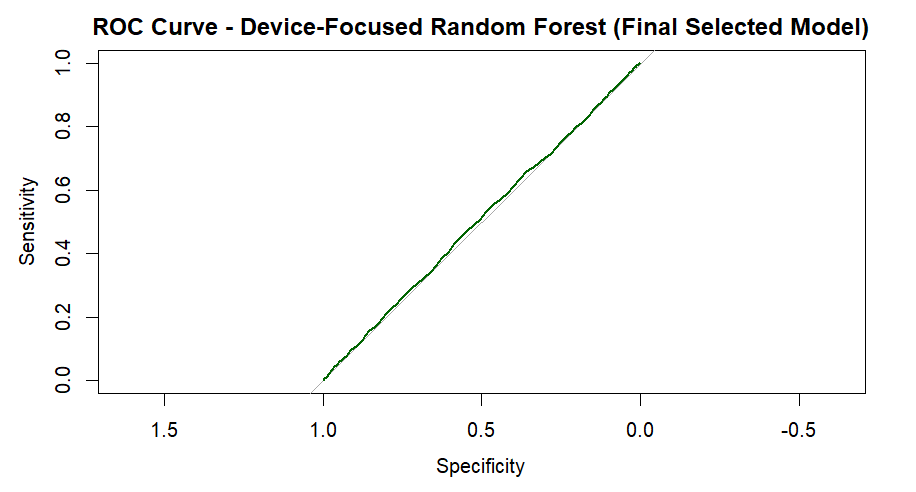 ROC Curve - Device-Focused Random Forest (Final Selected Model)
1.0
0.8
0.6
0.4
0.2
0.0
Sensitivity
1.5 1.0 0.5 0.0 -0.5
Specificity